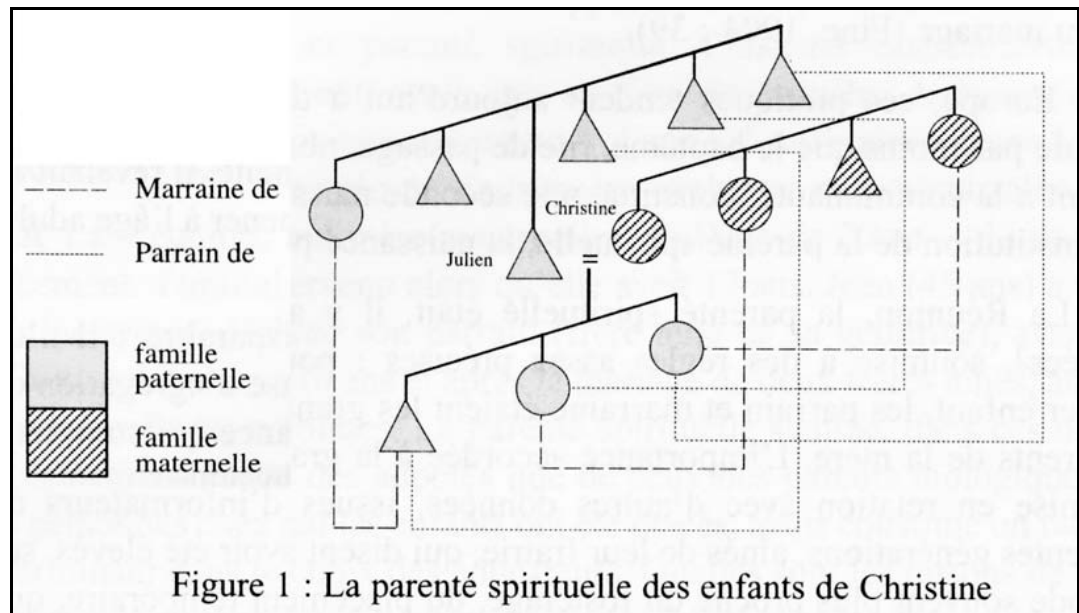 Marraine de
Parrain de
Christine
Julien
=
famille
paternelle
famille
maternelle
Figure 1 : La parenté spirituelle des enfants de Christine